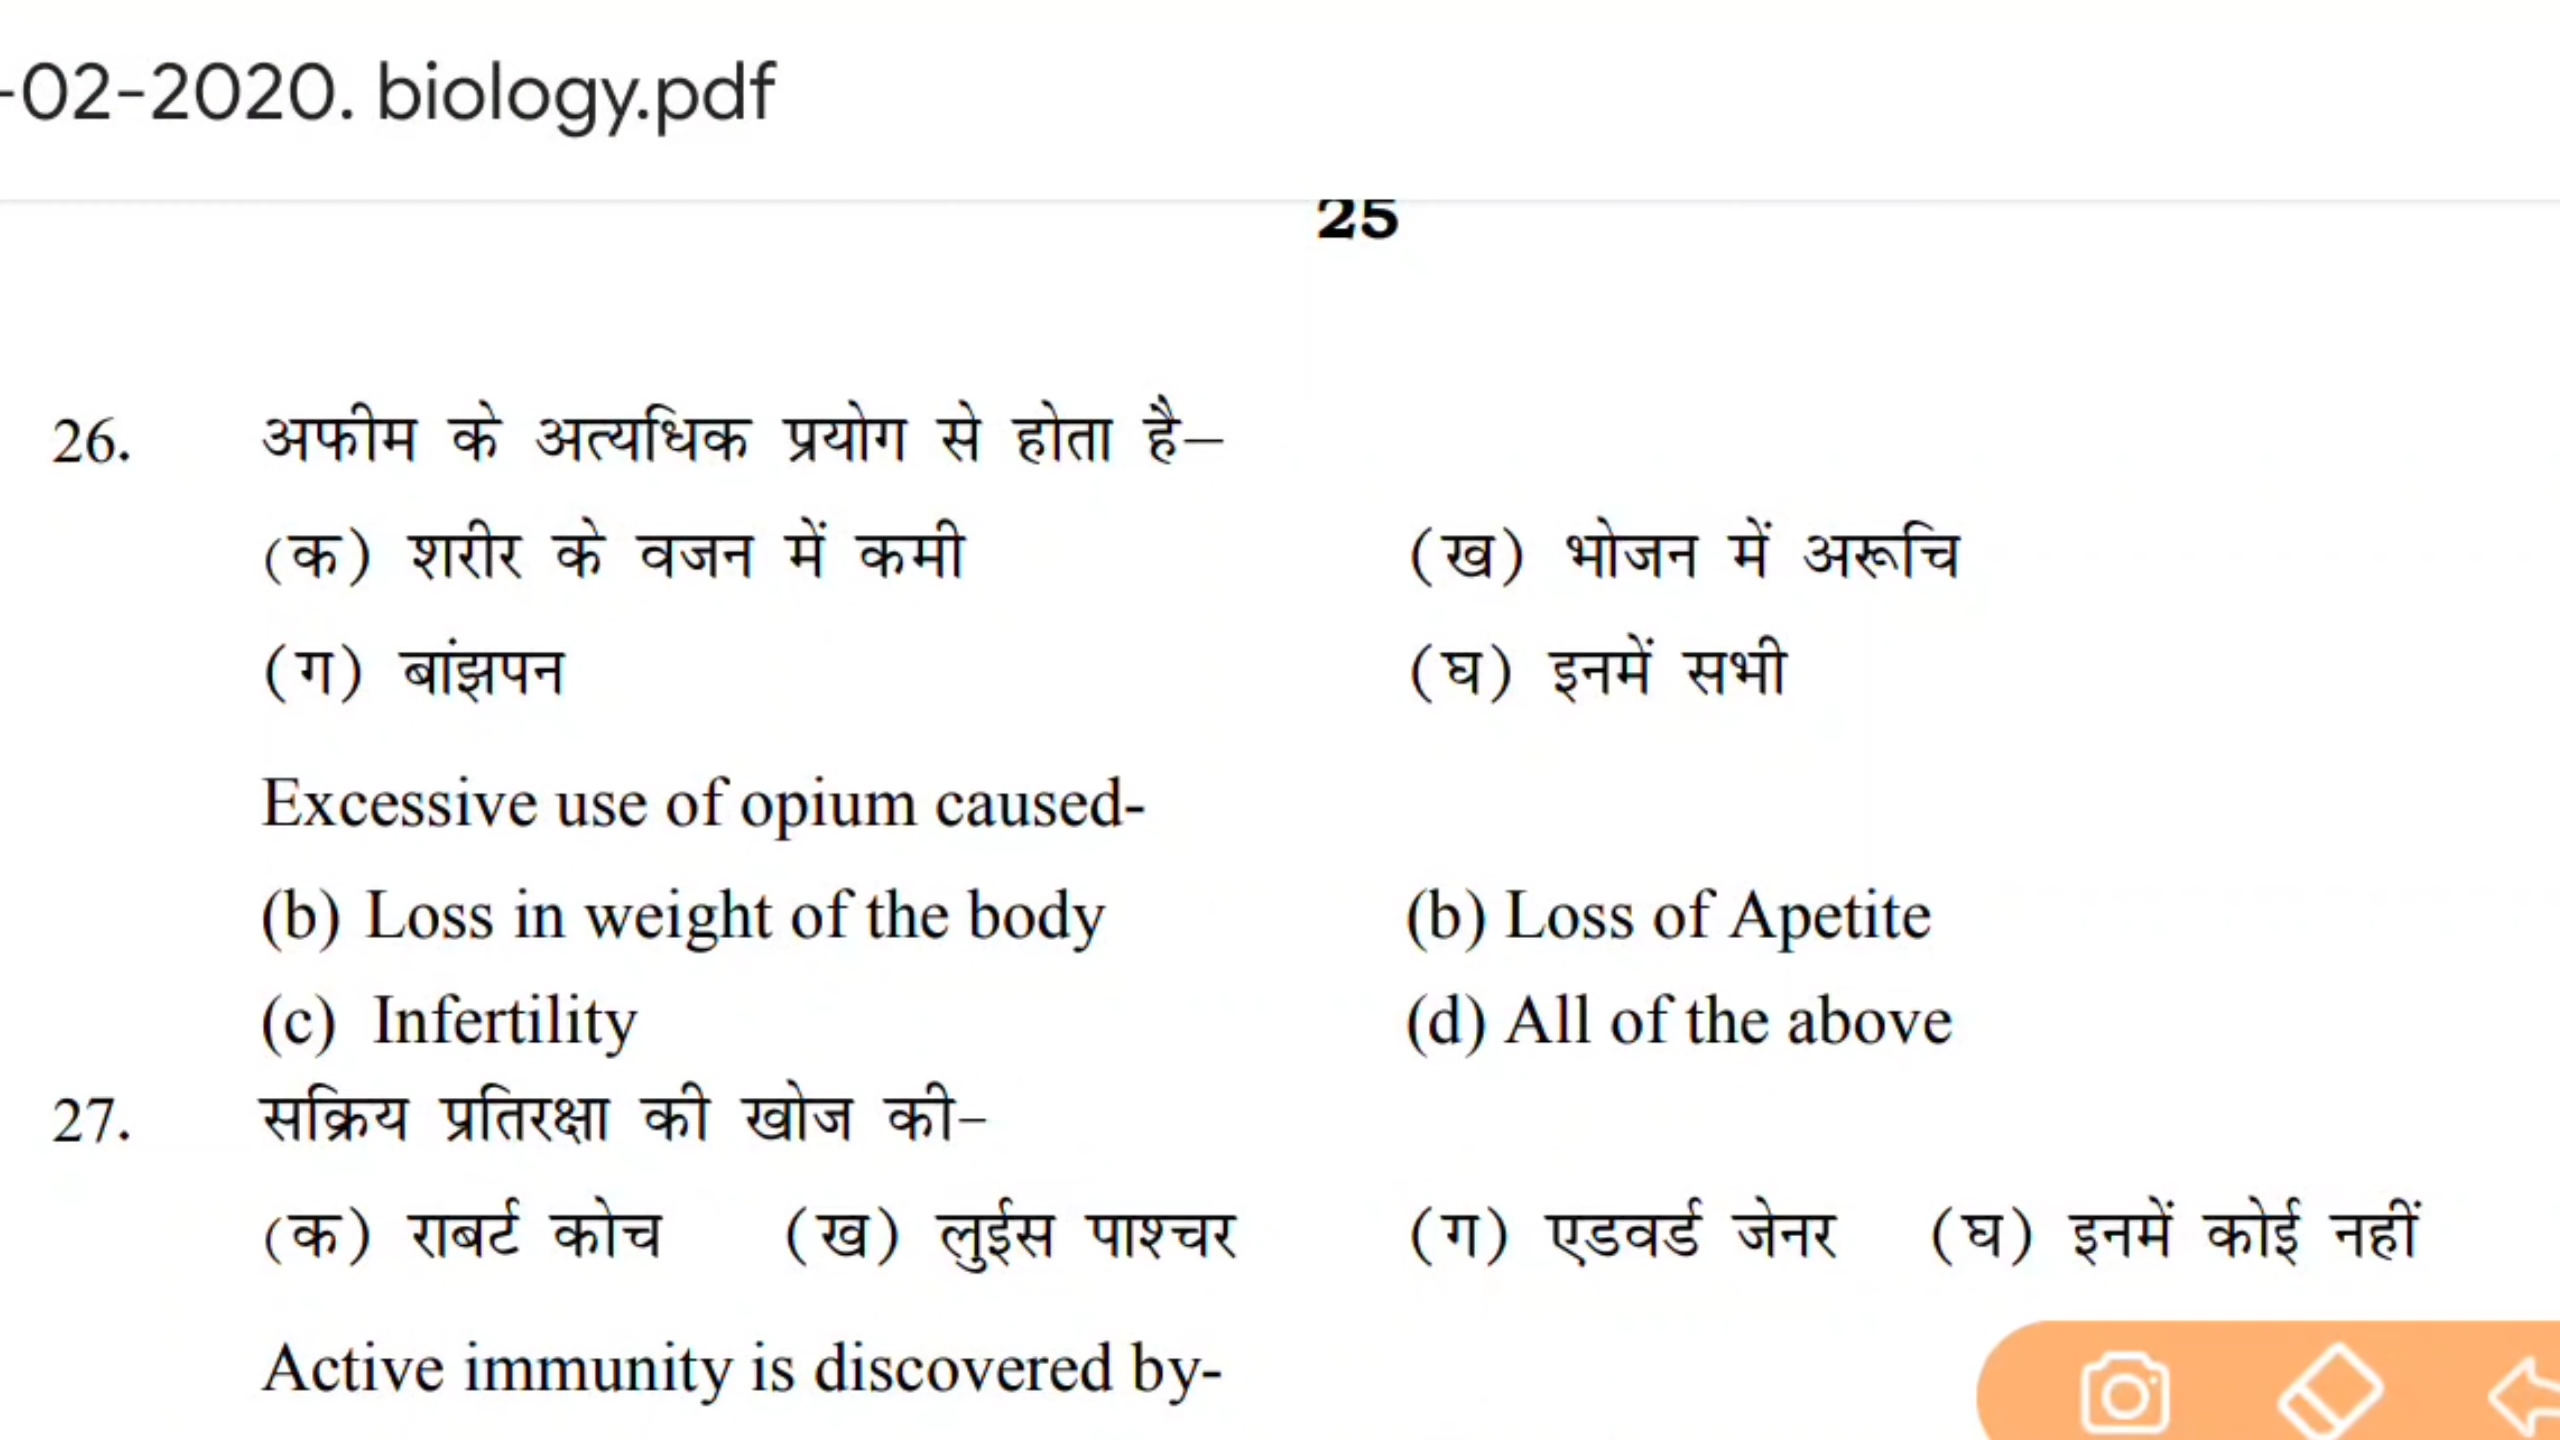 -02-2020. biology.pdf
25
26. अफीम के अत्यधिक प्रयोग से होता है–
(क) शरीर के वजन में कमी (ख) भोजन में अरूचि
(ग) बांझपन (घ) इनमें सभी
Excessive use of opium caused-
(b) Loss in weight of the body (b) Loss of Apetite
(c) Infertility (d) All of the above
27. सक्रिय प्रतिरक्षा की खोज की–
(क) राबर्ट कोच (ख) लुईस पाश्चर (ग) एडवर्ड जेनर (घ) इनमें कोई नहीं
Active immunity is discovered by-